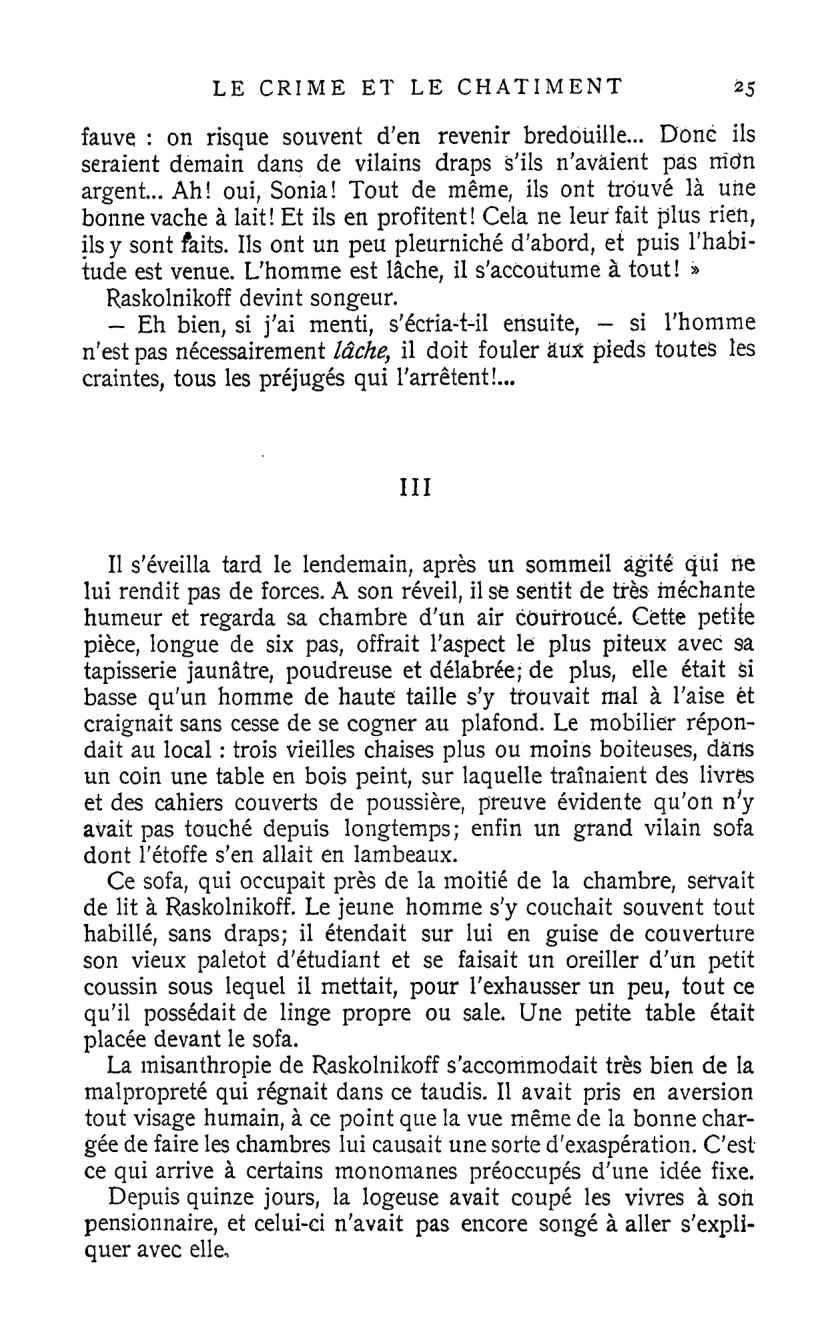 LE CRIME ET LE CHATIMENT 25
fauve : on risque souvent d'en revenir bredouille... Donc ils
seraient demain dans de vilains draps s'ils n'avaient pas mon
argent... Ah! oui, Sonia! Tout de même, ils ont trouvé là une
bonne vache à lait! Et ils en profitent! Cela ne leur fait plus rien,
ils y sont faits. Ils ont un peu pleurniché d'abord, et puis l'habi-
tude est venue. L'homme est lâche, il s'accoutume à tout! »
Raskolnikoff devint songeur.
— Eh bien, si j'ai menti, s'écria-t-il ensuite, — si l'homme
n'est pas nécessairement lâche, il doit fouler aux pieds toutes les
craintes, tous les préjugés qui l'arrêtent!...
III
Il s'éveilla tard le lendemain, après un sommeil agité qui ne
lui rendit pas de forces. A son réveil, il se sentit de très méchante
humeur et regarda sa chambre d'un air courroucé. Cette petite
pièce, longue de six pas, offrait l'aspect le plus piteux avec sa
tapisserie jaunâtre, poudreuse et délabrée; de plus, elle était si
basse qu'un homme de haute taille s'y trouvait mal à l'aise et
craignait sans cesse de se cogner au plafond. Le mobilier répon-
dait au local : trois vieilles chaises plus ou moins boiteuses, dans
un coin une table en bois peint, sur laquelle traînaient des livres
et des cahiers couverts de poussière, preuve évidente qu'on n'y
avait pas touché depuis longtemps; enfin un grand vilain sofa
dont l'étoffe s'en allait en lambeaux.
Ce sofa, qui occupait près de la moitié de la chambre, servait
de lit à Raskolnikoff. Le jeune homme s'y couchait souvent tout
habillé, sans draps; il étendait sur lui en guise de couverture
son vieux paletot d'étudiant et se faisait un oreiller d'un petit
coussin sous lequel il mettait, pour l'exhausser un peu, tout ce
qu'il possédait de linge propre ou sale. Une petite table était
placée devant le sofa.
La misanthropie de Raskolnikoff s'accommodait très bien de la
malpropreté qui régnait dans ce taudis. Il avait pris en aversion
tout visage humain, à ce point que la vue même de la bonne char-
gée de faire les chambres lui causait une sorte d'exaspération. C'est
ce qui arrive à certains monomanes préoccupés d'une idée fixe.
Depuis quinze jours, la logeuse avait coupé les vivres à son
pensionnaire, et celui-ci n'avait pas encore songé à aller s'expli-
quer avec elle.